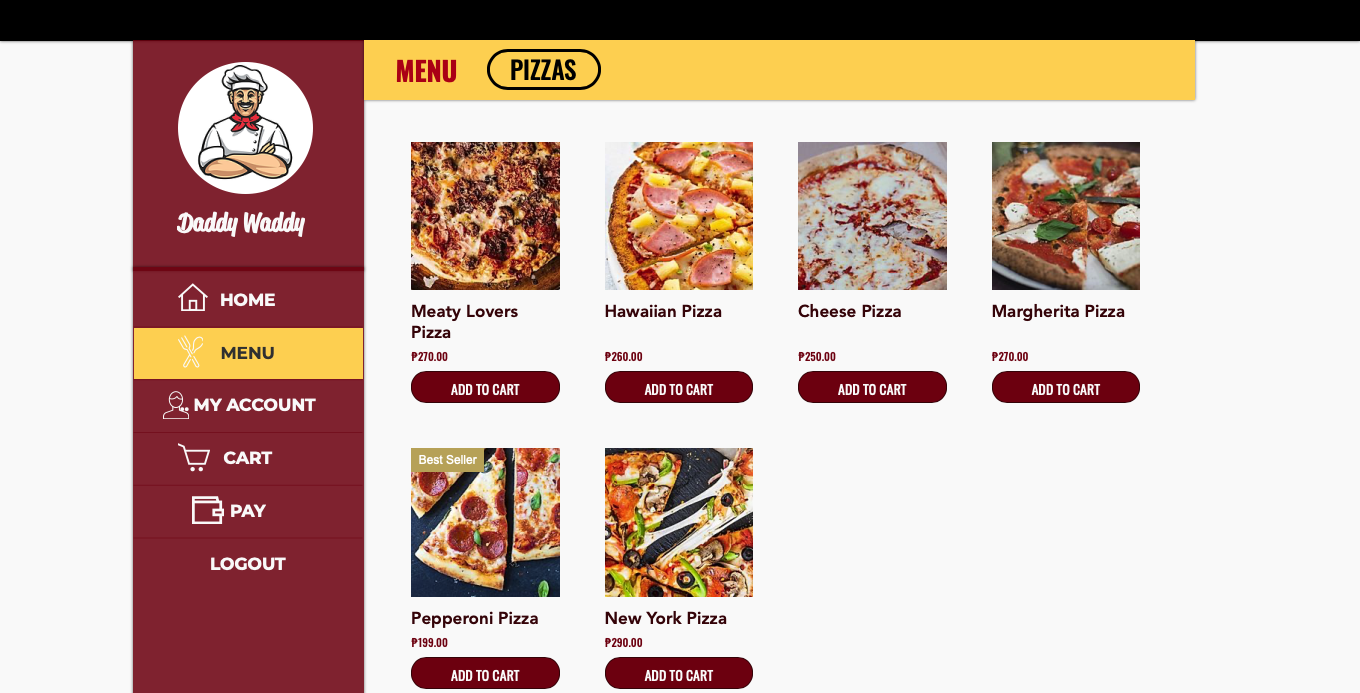 MENU
PIZZAS
Daddy Waddy
HOME
MENU
MY ACCOUNT
CART
PAY
LOGOUT
Meaty Lovers
Pizza
₱270.00
ADD TO CART
Hawaiian Pizza
₱260.00
ADD TO CART
Cheese Pizza
₱250.00
ADD TO CART
Margherita Pizza
₱270.00
ADD TO CART
Best Seller
Pepperoni Pizza
₱199.00
ADD TO CART
New York Pizza
₱290.00
ADD TO CART